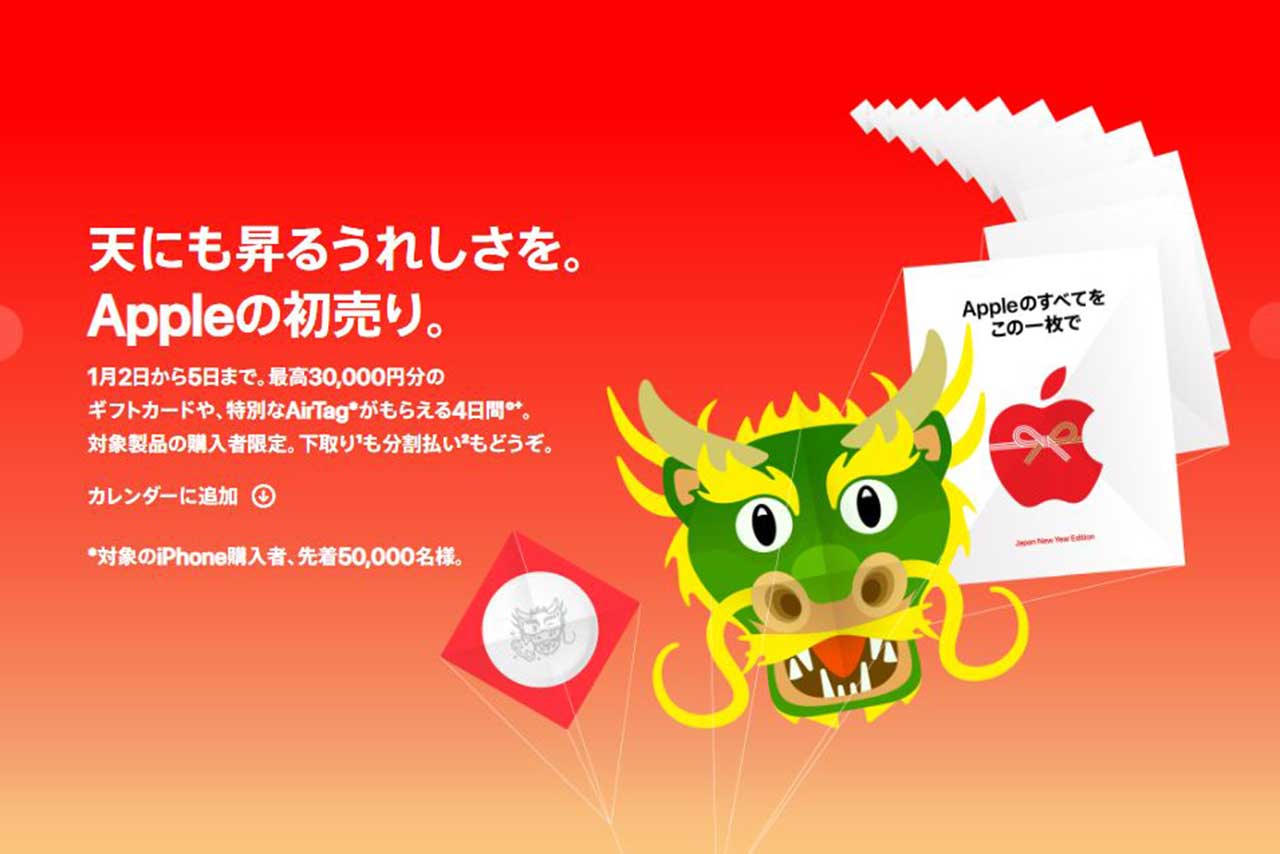 天にも昇るうれしさを。
Appleの初売り。
1月2日から5日まで。最高30,000円分の
ギフトカードや、特別なAirTag*がもらえる4日間°⁺。
対象製品の購入者限定。下取り¹も分割払い²もどうぞ。
カレンダーに追加
*対象のiPhone購入者、先着50,000名様。
Appleのすべてを
この一枚で
Japan New Year Edition